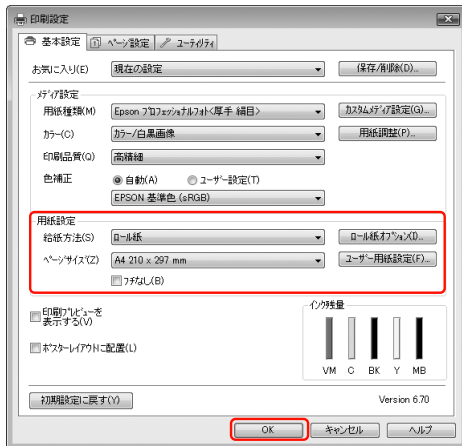 印刷設定
基本設定 ページ設定 ユーティリティ
お気に入り(E) 現在の設定 保存/削除(D)...
メディア設定
用紙種類(M) Epson プロフェッショナルフォト<厚手 絹目> カスタムメディア設定(G)...
カラー(C) カラー/白黒画像 用紙調整(P)...
印刷品質(Q) 高精細
色補正 自動(A) ユーザー設定(T)
EPSON 基準色 (sRGB)
用紙設定
給紙方法(S) ロール紙 ロール紙オプション(I)...
ページサイズ(Z) A4 210 x 297 mm ユーザー用紙設定(F)...
フチなし(B)
印刷プレビューを
表示する(V)
インク残量
ポスターレイアウトに配置(L)
VM C BK Y MB
初期設定に戻す(Y) Version 6.70
OK キャンセル ヘルプ